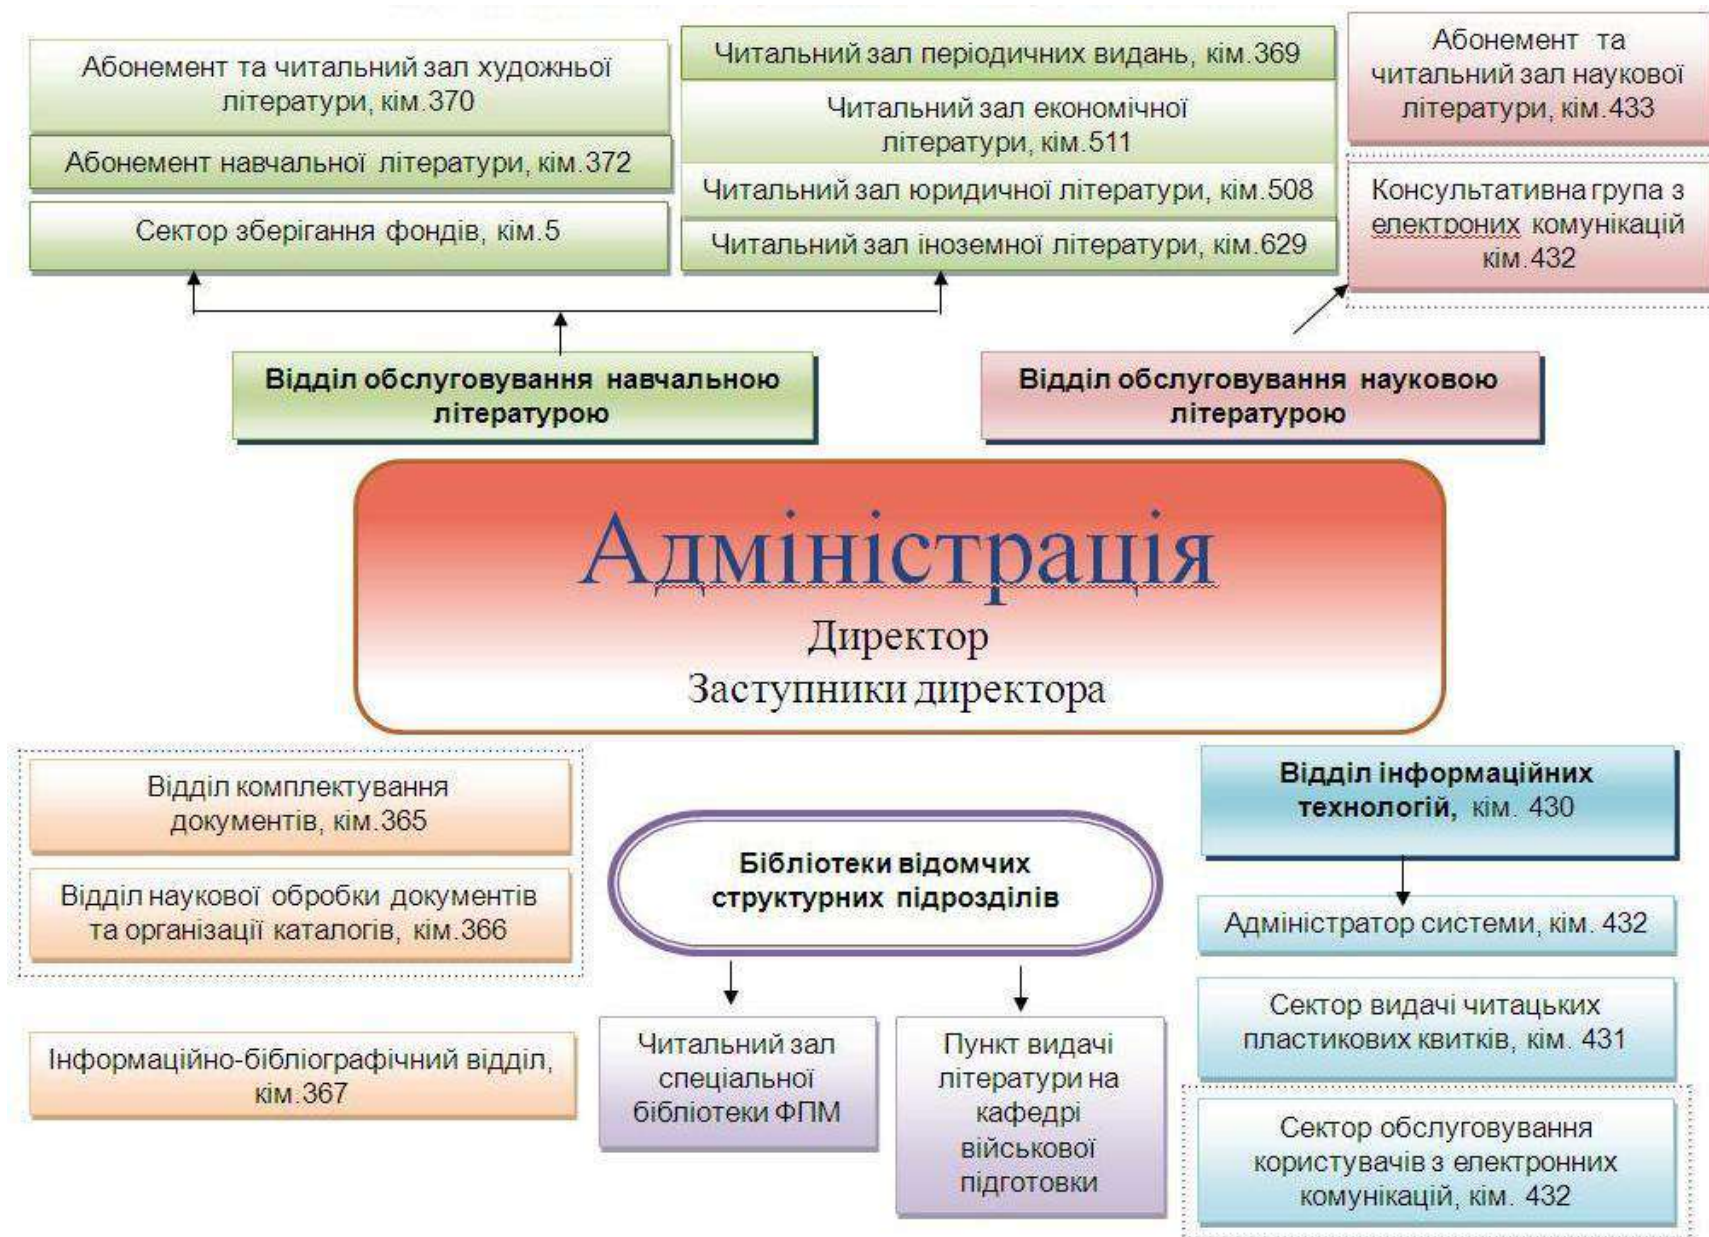 Абонемент та читальний зал художньої
літератури, кім.370
Абонемент навчальної літератури, кім.372
Сектор зберігання фондів, кім.5
Читальний зал періодичних видань, кім.369
Читальний зал економічної
літератури, кім.511
Читальний зал юридичної літератури, кім.508
Читальний зал іноземної літератури, кім.629
Абонемент та
читальний зал наукової
літератури, кім.433
Консультативна група з
електроних комунікацій
кім.432
Відділ обслуговування навчальною
літературою
Відділ обслуговування науковою
літературою
Адміністрація
Директор
Заступники директора
Відділ комплектування
документів, кім.365
Відділ наукової обробки документів
та організації каталогів, кім.366
Інформаційно-бібліографічний відділ,
кім.367
Бібліотеки відомчих
структурних підрозділів
Читальний зал
спеціальної
бібліотеки ФПМ
Пункт видачі
літератури на
кафедрі
військової
підготовки
Відділ інформаційних
технологій, кім. 430
Адміністратор системи, кім. 432
Сектор видачі читацьких
пластикових квитків, кім. 431
Сектор обслуговування
користувачів з електронних
комунікацій, кім. 432